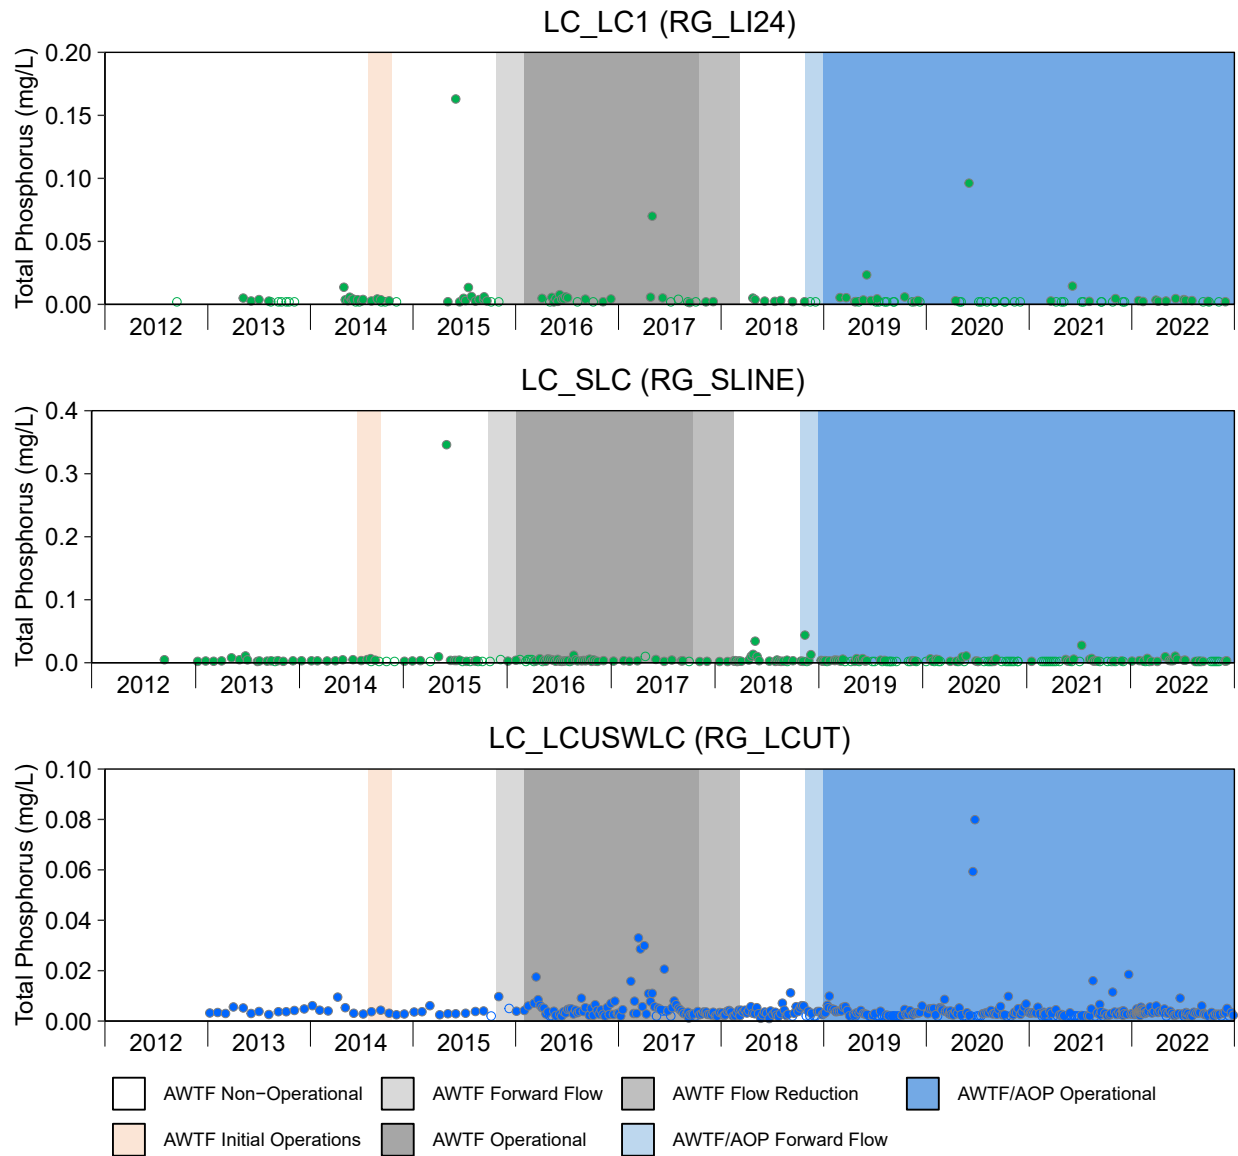 LC_LC1 (RG_LI24)
Total Phosphorus (mg/L)
0.20
0.15
0.10
0.05
0.00
2012 2013 2014 2015 2016 2017 2018 2019 2020 2021 2022
LC_SLC (RG_SLINE)
Total Phosphorus (mg/L)
0.4
0.3
0.2
0.1
0.0
2012 2013 2014 2015 2016 2017 2018 2019 2020 2021 2022
LC_LCUSWLC (RG_LCUT)
Total Phosphorus (mg/L)
0.10
0.08
0.06
0.04
0.02
0.00
2012 2013 2014 2015 2016 2017 2018 2019 2020 2021 2022
AWTF Non−Operational AWTF Forward Flow AWTF Flow Reduction AWTF/AOP Operational
AWTF Initial Operations AWTF Operational AWTF/AOP Forward Flow